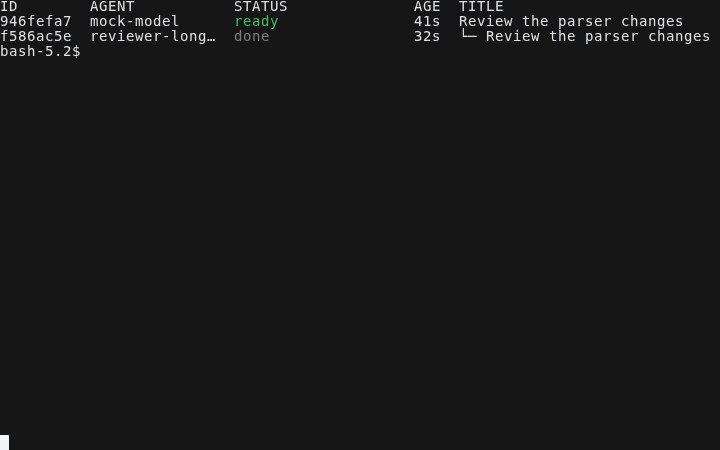 ID        AGENT           STATUS              AGE  TITLE
946fefa7  mock-model      ready               41s  Review the parser changes
f586ac5e  reviewer-long…  done                32s  └─ Review the parser changes
bash-5.2$